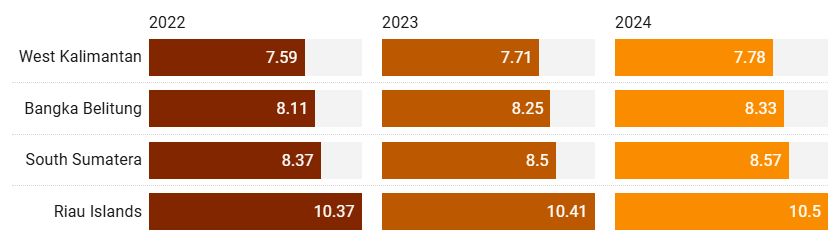 2022 2023 2024
West Kalimantan 7.59 7.71 7.78
Bangka Belitung 8.11 8.25 8.33
South Sumatera 8.37 8.5 8.57
Riau Islands 10.37 10.41 10.5